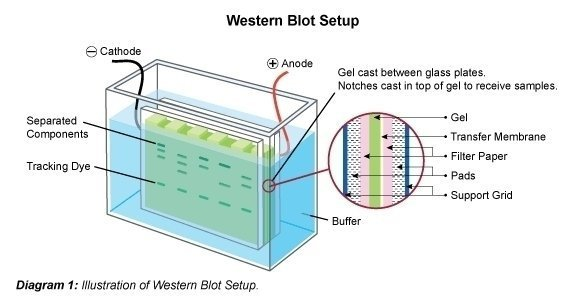 Western Blot Setup
⊖ Cathode
⊕ Anode
Gel cast between glass plates.
Notches cast in top of gel to receive samples.
Separated
Components
Tracking Dye
Gel
Transfer Membrane
Filter Paper
Pads
Support Grid
Buffer
Diagram 1: Illustration of Western Blot Setup.